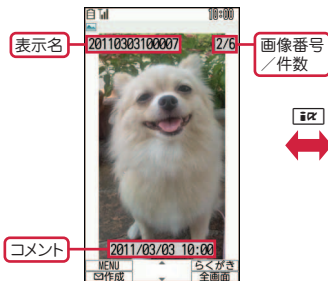 10:00
表示名
20110303100007
2/6
画像番号
／件数
iα
コメント
2011/03/03 10:00
MENU
らくがき
作成
全画面